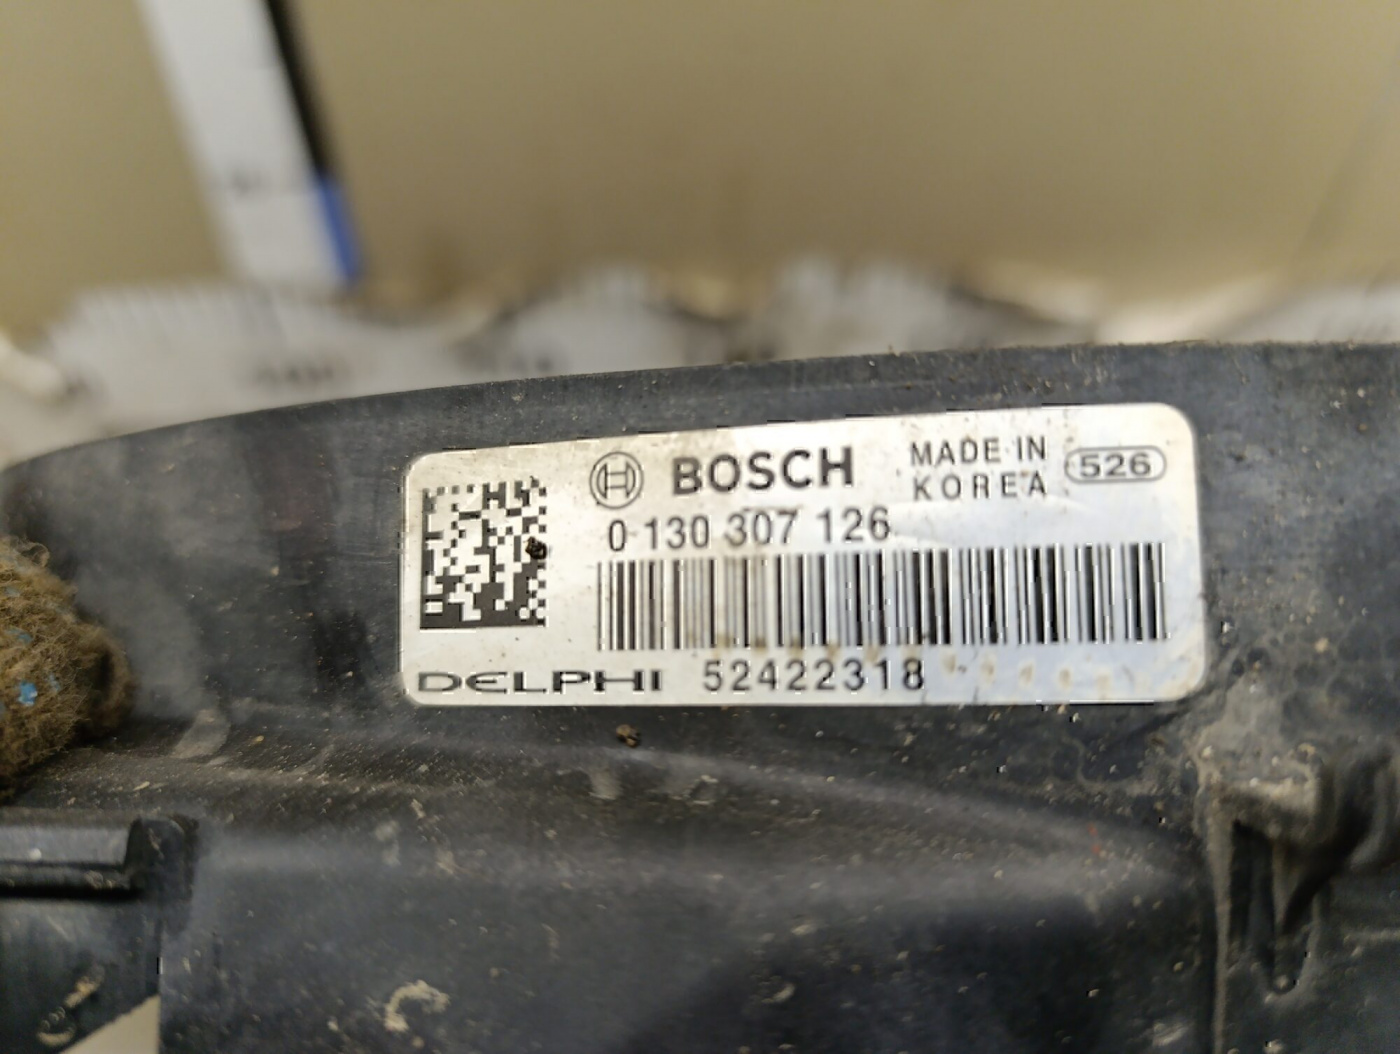 BOSCH
MADE IN
KOREA
526
0 130 307 126
DELPHI 52422318